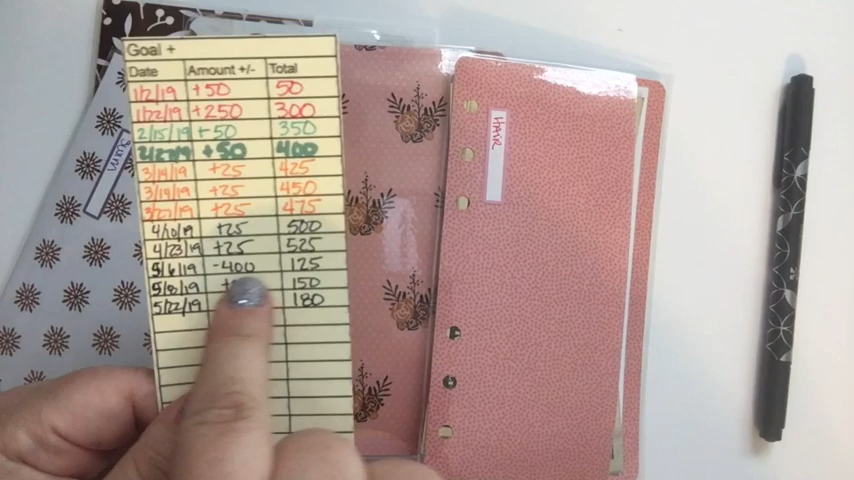 Goal +
Date Amount +/- Total
1/2/19 +50 50
1/22/19 +250 300
2/15/19 +50 350
2/27/19 +50 400
3/14/19 +25 425
3/19/19 +25 450
3/27/19 +25 475
4/10/19 +25 500
4/23/19 +25 525
5/6/19 -400 125
5/8/19 150
5/22/19 180
HAIR